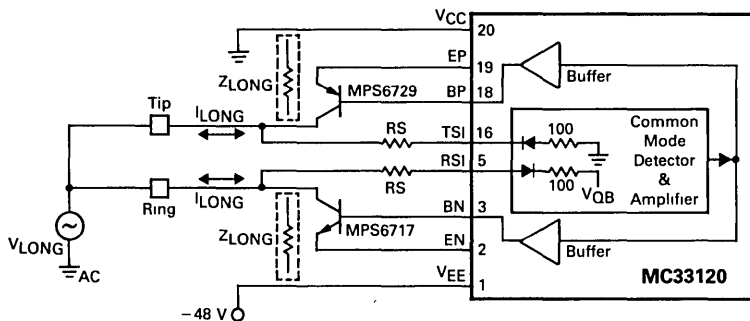 VCC
20
EP
19
BP
18
ZLONG
MPS6729
Buffer
Tip
ILONG
RS
TSI
16
100
Common
Mode
Detector
&
Amplifier
RSI
5
RS
100
VQB
Ring
ILONG
BN
3
ZLONG
MPS6717
EN
2
Buffer
VLONG
AC
VEE
1
MC33120
−48 V